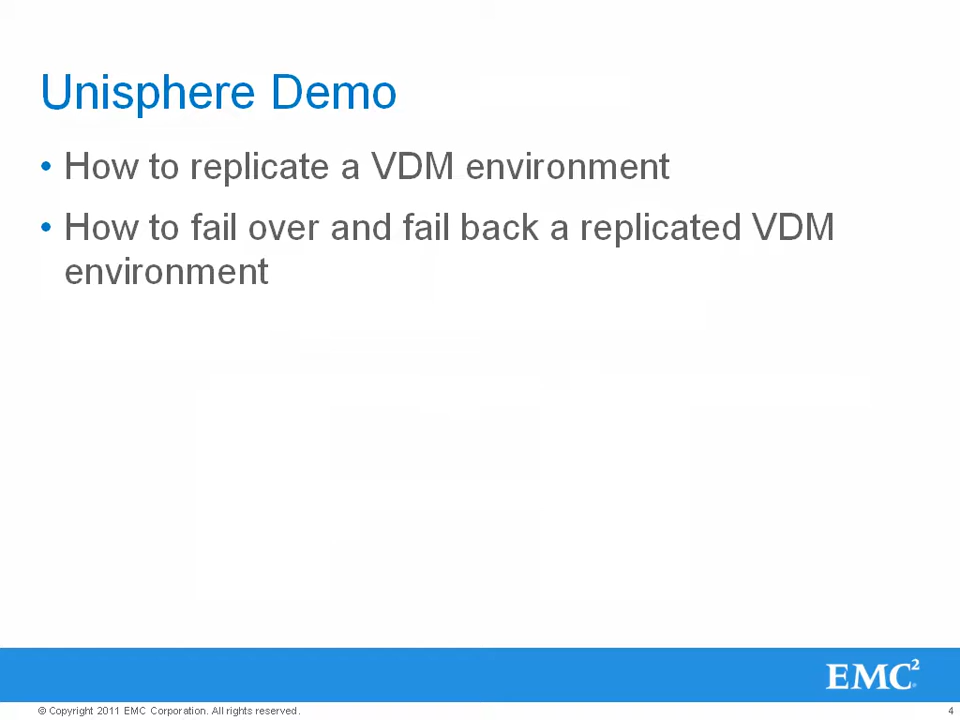 Unisphere Demo
• How to replicate a VDM environment
• How to fail over and fail back a replicated VDM
environment
EMC²
© Copyright 2011 EMC Corporation. All rights reserved.
4